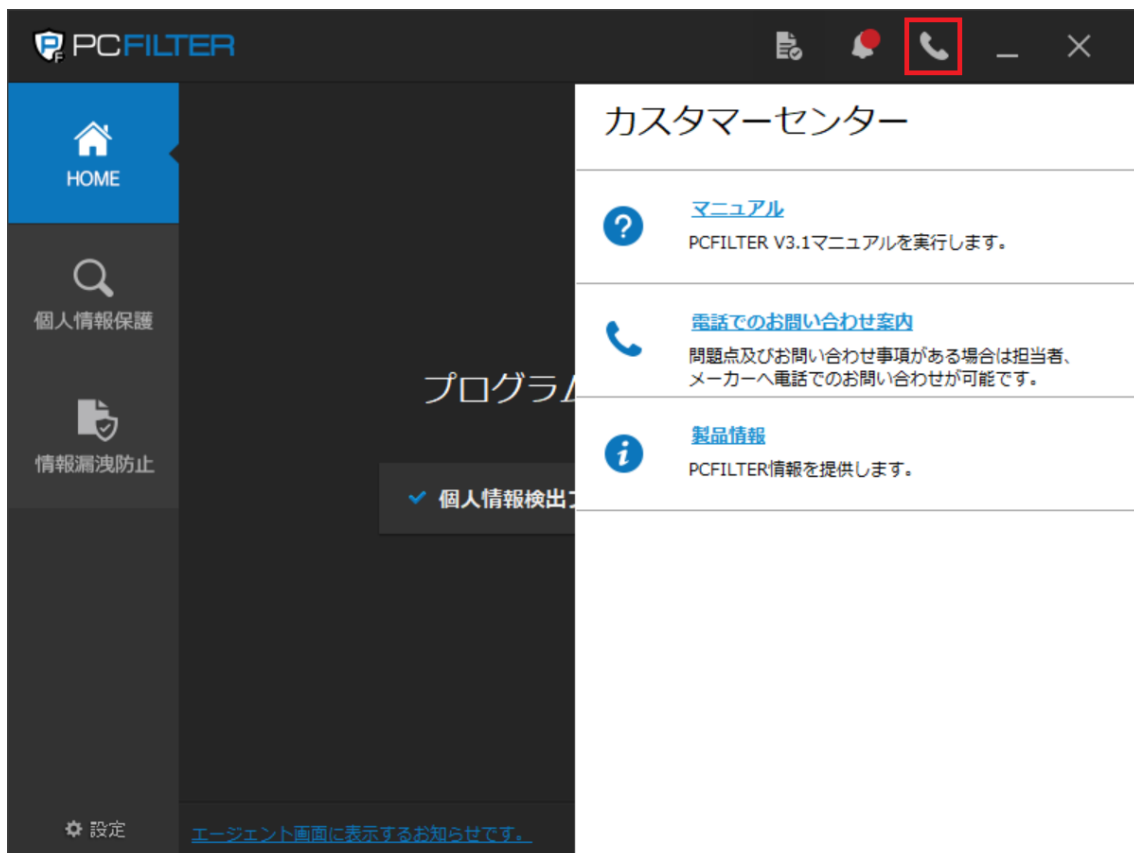 PCFILTER
HOME
個人情報保護
情報漏洩防止
設定
プログラム
個人情報検出
エージェント画面に表示するお知らせです。
カスタマーセンター
マニュアル
PCFILTER V3.1マニュアルを実行します。
電話でのお問い合わせ案内
問題点及びお問い合わせ事項がある場合は担当者、
メーカーへ電話でのお問い合わせが可能です。
製品情報
PCFILTER情報を提供します。